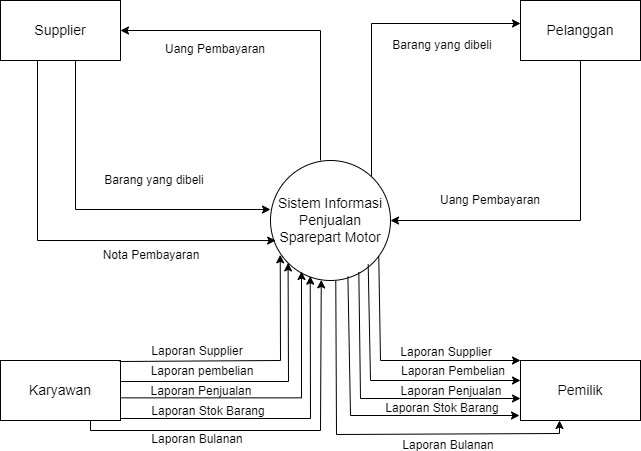 Supplier
Uang Pembayaran
Barang yang dibeli
Pelanggan
Barang yang dibeli
Uang Pembayaran
Nota Pembayaran
Sistem Informasi
Penjualan
Sparepart Motor
Karyawan
Laporan Supplier
Laporan pembelian
Laporan Penjualan
Laporan Stok Barang
Laporan Bulanan
Laporan Supplier
Laporan Pembelian
Laporan Penjualan
Laporan Stok Barang
Laporan Bulanan
Pemilik